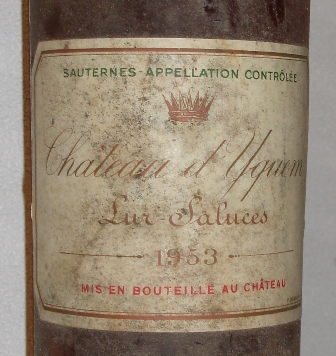 SAUTERNES-APPELLATION CONTRÔLÉE
Château d'Yquem
Lur-Saluces
1953
MIS EN BOUTEILLE AU CHÂTEAU